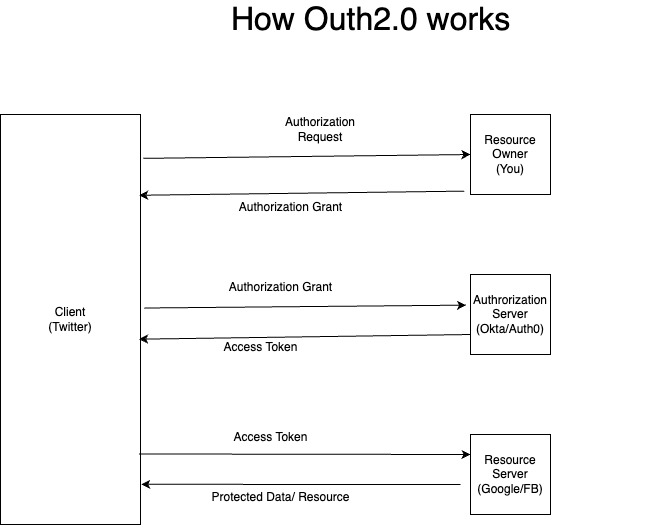 How Outh2.0 works
Authorization
Request
Resource
Owner
(You)
Authorization Grant
Authorization Grant
Client
(Twitter)
Authrorization
Server
(Okta/Auth0)
Access Token
Access Token
Resource
Server
(Google/FB)
Protected Data/ Resource